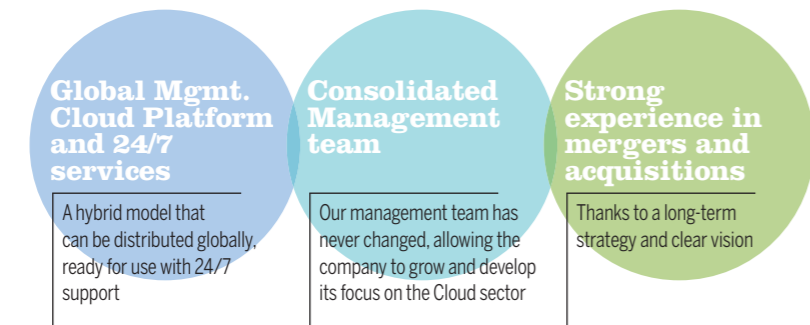 Global Mgmt.
Cloud Platform
and 24/7
services
A hybrid model that
can be distributed globally,
ready for use with 24/7
support
Consolidated
Management
team
Our management team has
never changed, allowing the
company to grow and develop
its focus on the Cloud sector
Strong
experience in
mergers and
acquisitions
Thanks to a long-term
strategy and clear vision